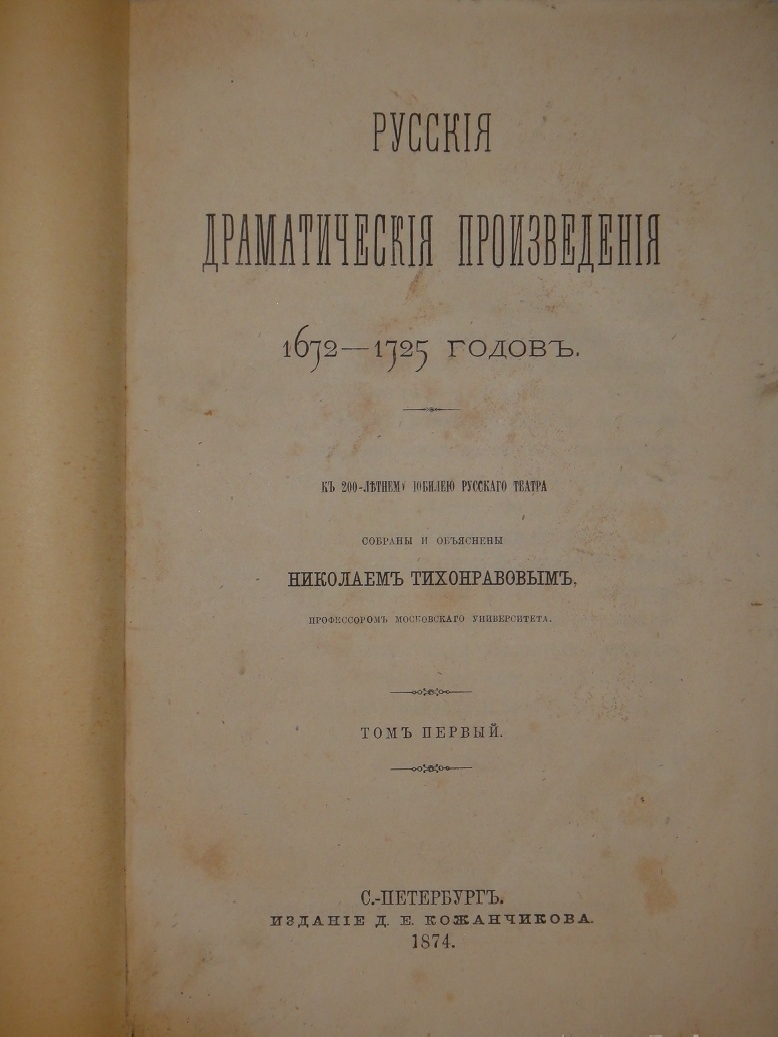 РУССКІЯ
ДРАМАТИЧЕСКІЯ ПРОИЗВЕДЕНІЯ
1672—1725 ГОДОВЪ.
КЪ 200-ЛѢТНЕМУ ЮБИЛЕЮ РУССКАГО ТЕАТРА
СОБРАНЫ И ОБЪЯСНЕНЫ
НИКОЛАЕМЪ ТИХОНРАВОВЫМЪ,
ПРОФЕССОРОМЪ МОСКОВСКАГО УНИВЕРСИТЕТА.
ТОМЪ ПЕРВЫЙ.
С.-ПЕТЕРБУРГЪ.
ИЗДАНІЕ Д. Е. КОЖАНЧИКОВА.
1874.